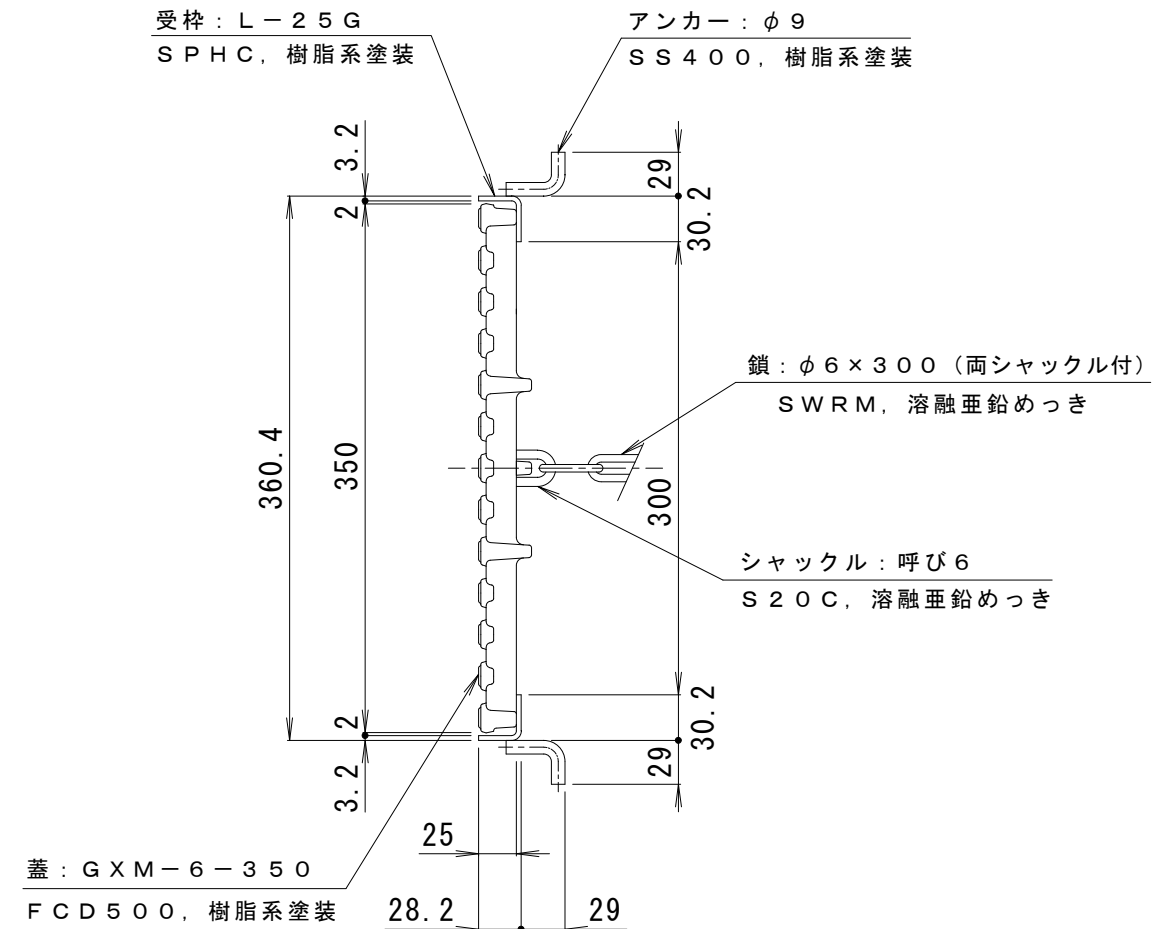 受枠：Ｌ－２５Ｇ
ＳＰＨＣ，樹脂系塗装
アンカー：φ９
ＳＳ４００，樹脂系塗装
3.2
2
29
30.2
鎖：φ６×３００（両シャックル付）
ＳＷＲＭ，溶融亜鉛めっき
360.4
350
300
シャックル：呼び６
Ｓ２０Ｃ，溶融亜鉛めっき
2
3.2
30.2
29
25
蓋：ＧＸＭ－６－３５０
ＦＣＤ５００，樹脂系塗装
28.2
29